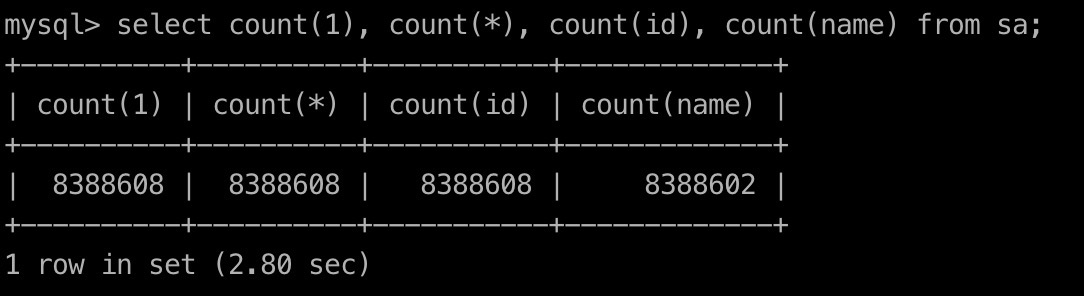 mysql> select count(1), count(*), count(id), count(name) from sa;
+----------+----------+-----------+-------------+
| count(1) | count(*) | count(id) | count(name) |
+----------+----------+-----------+-------------+
|  8388608 |  8388608 |   8388608 |     8388602 |
+----------+----------+-----------+-------------+
1 row in set (2.80 sec)